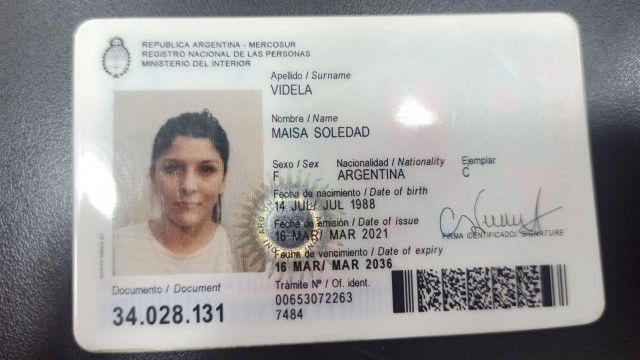 REPUBLICA ARGENTINA - MERCOSUR
REGISTRO NACIONAL DE LAS PERSONAS
MINISTERIO DEL INTERIOR
Apellido / Surname
VIDELA
Nombre / Name
MAISA SOLEDAD
Sexo / Sex Nacionalidad / Nationality Ejemplar
F ARGENTINA C
Fecha de nacimiento / Date of birth
14 JUL/ JUL 1988
Fecha de emisión / Date of issue
16 MAR/ MAR 2021
FIRMA IDENTIFICADO/ SIGNATURE
Fecha de vencimiento / Date of expiry
16 MAR/ MAR 2036
Documento / Document
34.028.131
Trámite Nº / Of. ident.
00653072263
7484